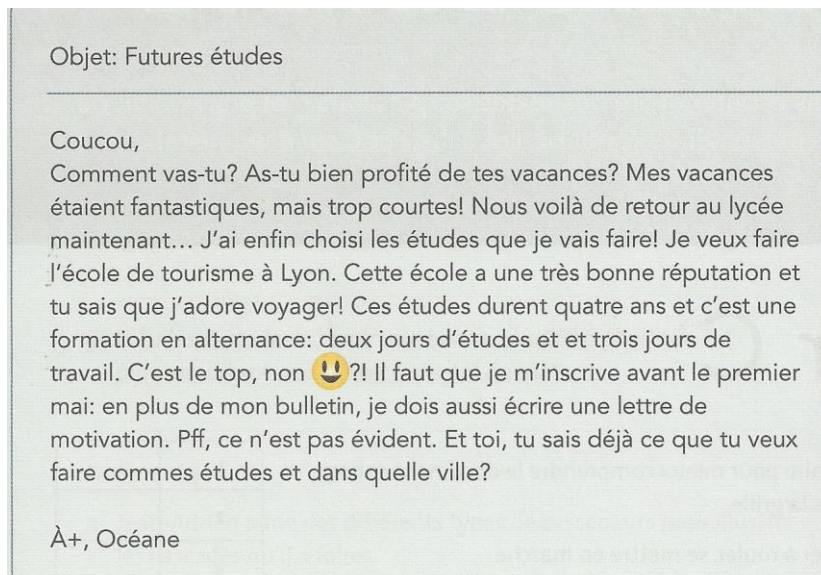 Objet: Futures études
Coucou,
Comment vas-tu? As-tu bien profité de tes vacances? Mes vacances
étaient fantastiques, mais trop courtes! Nous voilà de retour au lycée
maintenant... J'ai enfin choisi les études que je vais faire! Je veux faire
l'école de tourisme à Lyon. Cette école a une très bonne réputation et
tu sais que j'adore voyager! Ces études durent quatre ans et c'est une
formation en alternance: deux jours d'études et et trois jours de
travail. C'est le top, non 😃?! Il faut que je m'inscrive avant le premier
mai: en plus de mon bulletin, je dois aussi écrire une lettre de
motivation. Pff, ce n'est pas évident. Et toi, tu sais déjà ce que tu veux
faire commes études et dans quelle ville?
À+, Océane